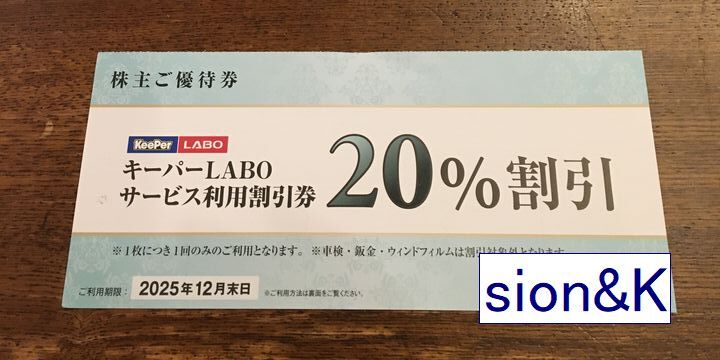 株主ご優待券
KeePer LABO
キーパーLABO
サービス利用割引券
20%割引
※1枚につき1回のみのご利用となります。 ※車検・鈑金・ウィンドフィルムは割引対象外となります
ご利用期限: 2025年12月末日 ※ご利用方法は裏面をご覧ください。
sion&K